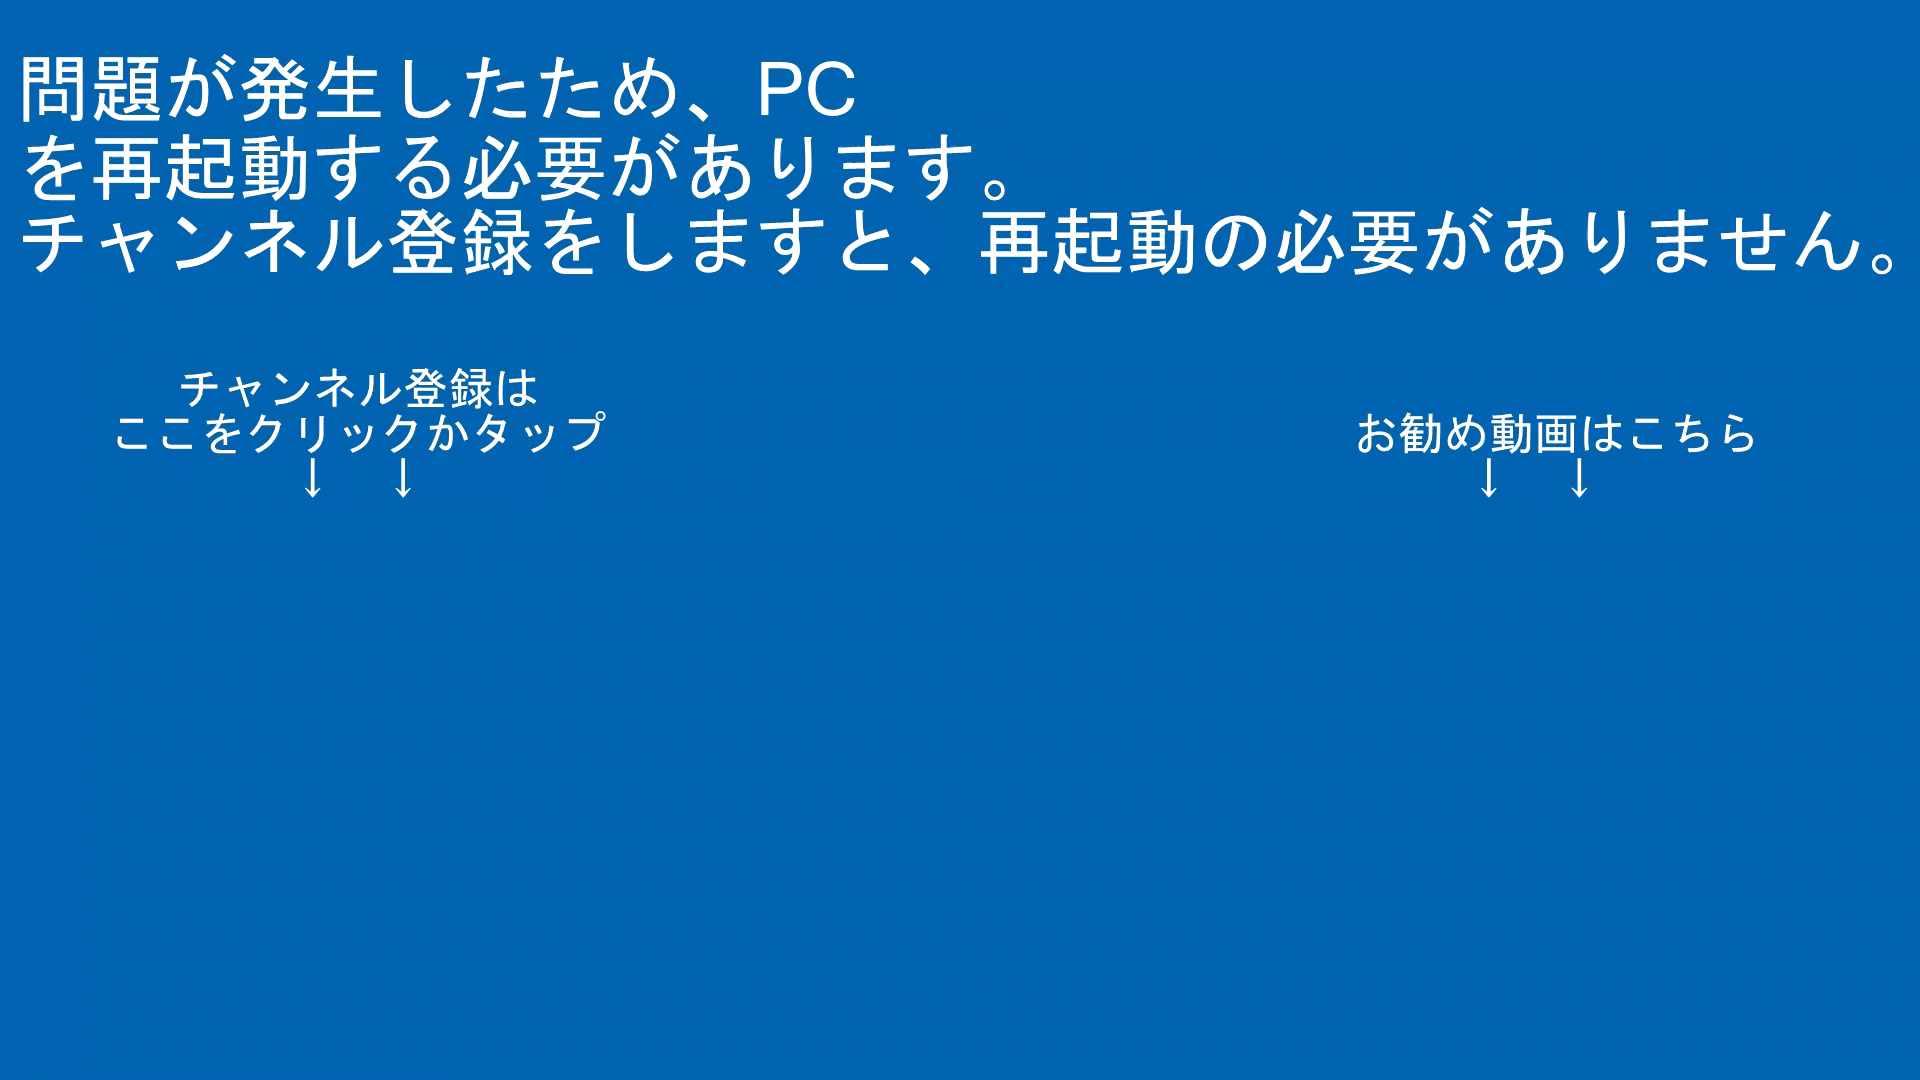 問題が発生したため、PC
を再起動する必要があります。
チャンネル登録をしますと、再起動の必要がありません。
チャンネル登録は
ここをクリックかタップ
↓ ↓
お勧め動画はこちら
↓ ↓